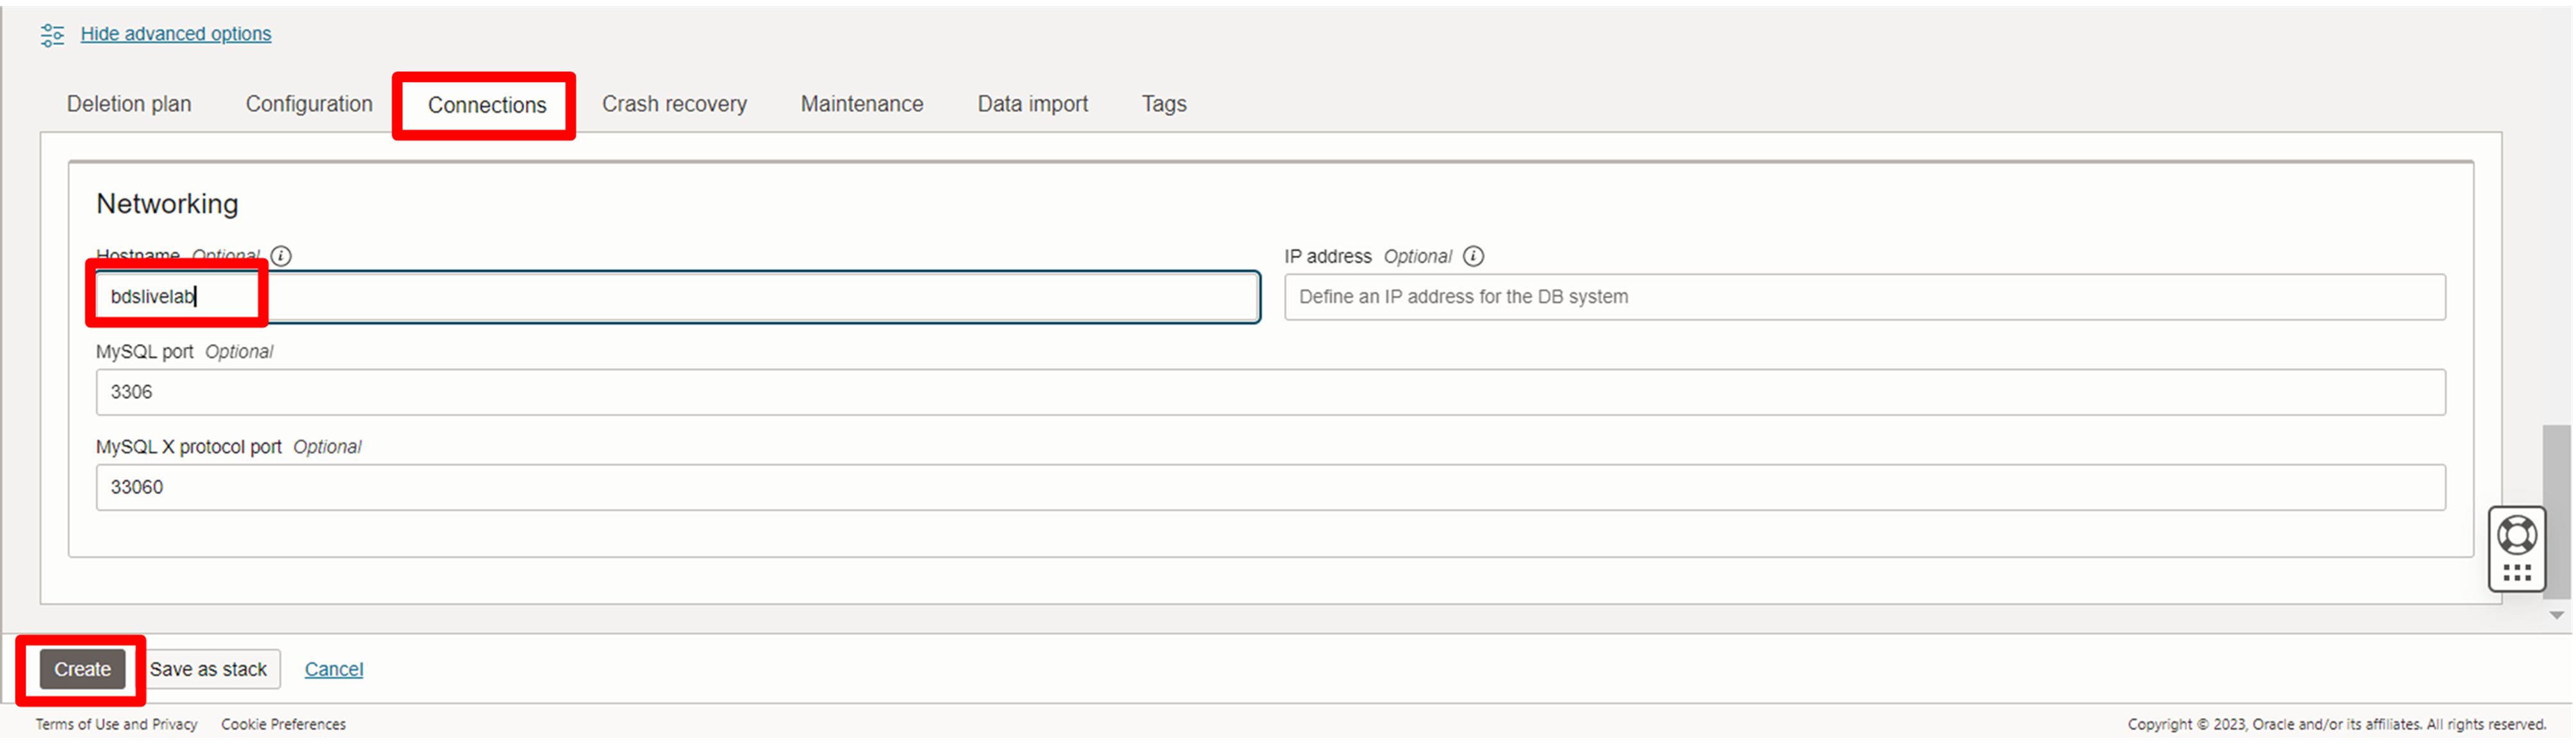 Hide advanced options
Deletion plan Configuration Connections Crash recovery Maintenance Data import Tags
Networking
Hostname Optional IP address Optional
bdslivelab Define an IP address for the DB system
MySQL port Optional
3306
MySQL X protocol port Optional
33060
Create Save as stack Cancel
Terms of Use and Privacy Cookie Preferences Copyright © 2023, Oracle and/or its affiliates. All rights reserved.